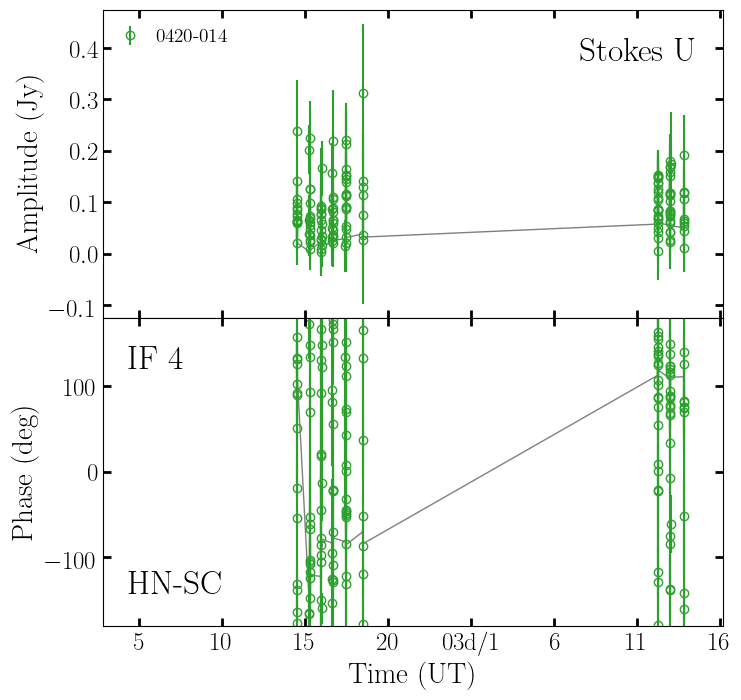 0420-014
Stokes U
Amplitude (Jy)
0.4
0.3
0.2
0.1
0.0
−0.1
IF 4
HN-SC
Phase (deg)
100
0
−100
5 10 15 20 03d/1 6 11 16
Time (UT)